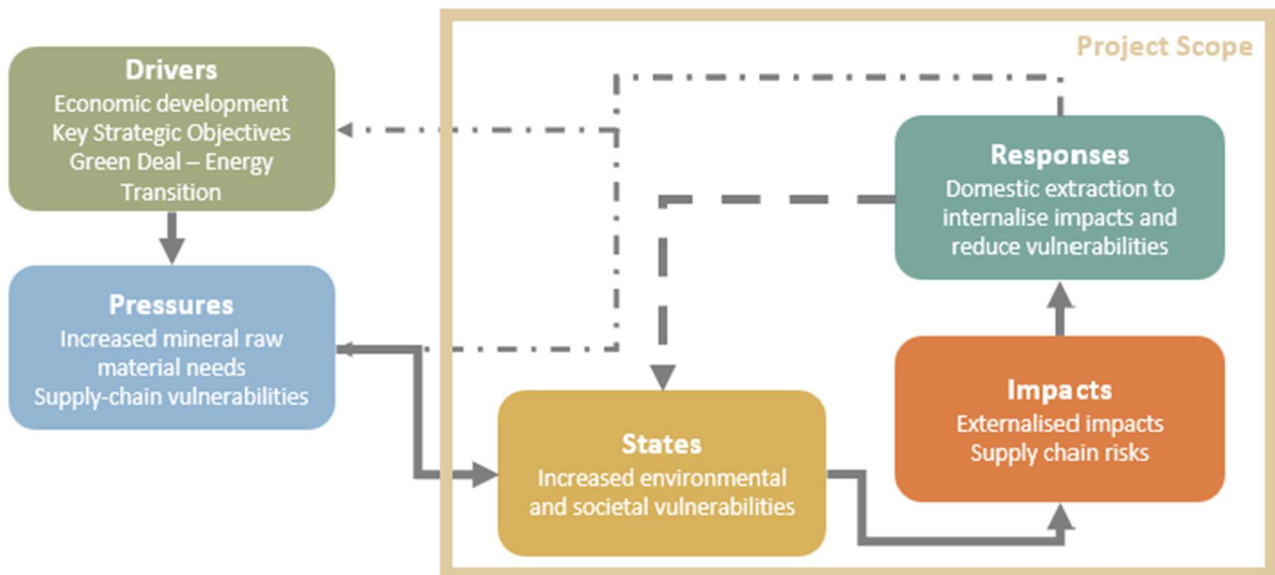 Project Scope
Drivers
Economic development
Key Strategic Objectives
Green Deal – Energy
Transition
Pressures
Increased mineral raw
material needs
Supply-chain vulnerabilities
States
Increased environmental
and societal vulnerabilities
Impacts
Externalised impacts
Supply chain risks
Responses
Domestic extraction to
internalise impacts and
reduce vulnerabilities